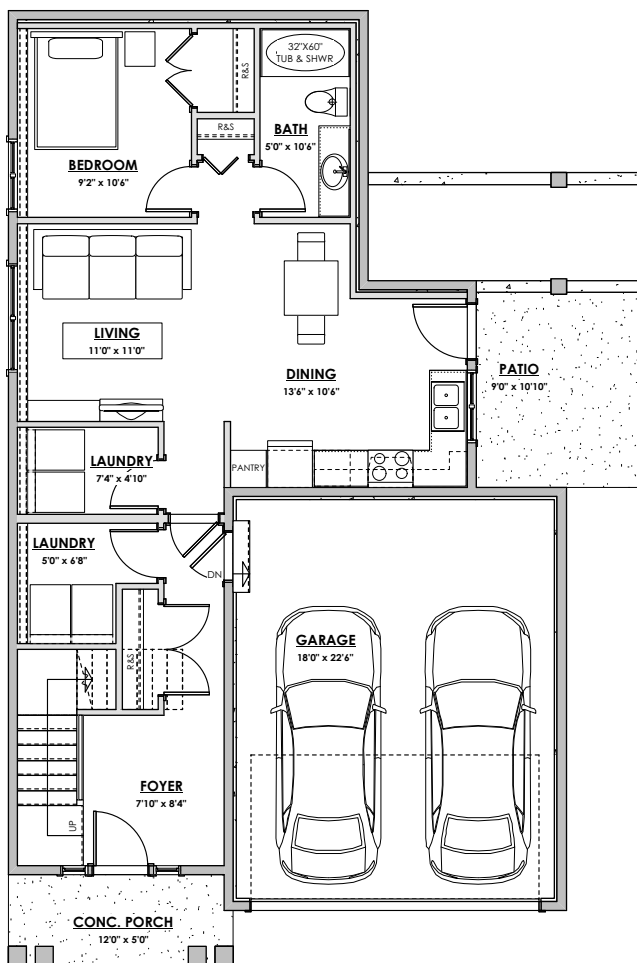 32"X60"
TUB & SHWR
R&S
R&S
BATH
5'0" x 10'6"
BEDROOM
9'2" x 10'6"
LIVING
11'0" x 11'0"
DINING
13'6" x 10'6"
PATIO
9'0" x 10'10"
PANTRY
LAUNDRY
7'4" x 4'10"
LAUNDRY
5'0" x 6'8"
DN
R&S
GARAGE
18'0" x 22'6"
FOYER
7'10" x 8'4"
UP
CONC. PORCH
12'0" x 5'0"